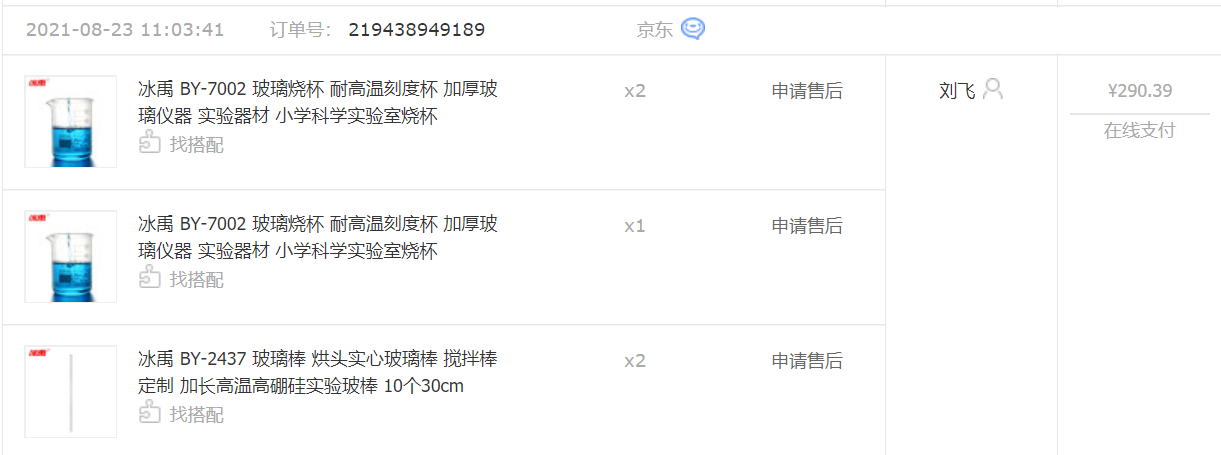 2021-08-23 11:03:41 订单号： 219438949189 京东
冰禹 BY-7002 玻璃烧杯 耐高温刻度杯 加厚玻 x2 申请售后 刘飞 ¥290.39
璃仪器 实验器材 小学科学实验室烧杯
在线支付
找搭配
冰禹 BY-7002 玻璃烧杯 耐高温刻度杯 加厚玻 x1 申请售后
璃仪器 实验器材 小学科学实验室烧杯
找搭配
冰禹 BY-2437 玻璃棒 烘头实心玻璃棒 搅拌棒 x2 申请售后
定制 加长高温高硼硅实验玻棒 10个30cm
找搭配